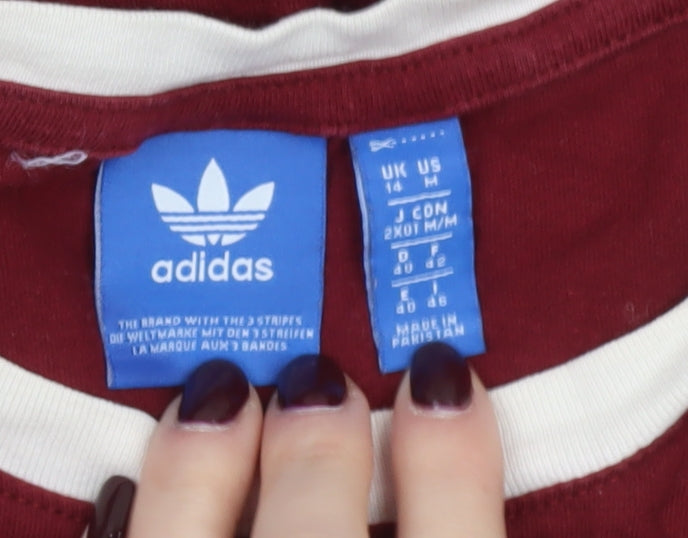 adidas
THE BRAND WITH THE 3 STRIPES
DIE WELTMARKE MIT DEN 3 STREIFEN
LA MARQUE AUX 3 BANDES
UK US
14 M
J CON
2XOT M/M
D F
40 42
E I
40 46
MADE IN
PAKISTAN